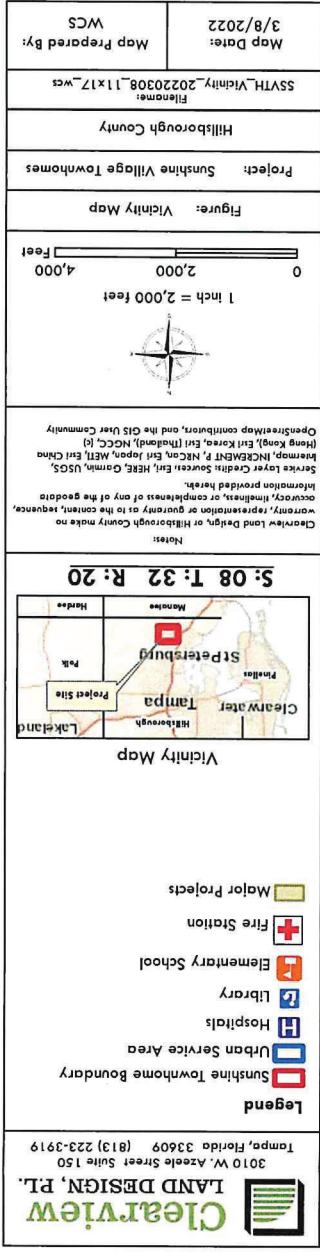 Clearview
LAND DESIGN, P.L.
3010 W. Azeele Street Suite 150
Tampa, Florida 33609 (813) 223-3919
Legend
Sunshine Townhome Boundary
Urban Service Area
Hospitals
Library
Elementary School
Fire Station
Major Projects
Vicinity Map
Lakeland
Hillsborough
Clearwater
Tampa
Pinellas
Project Site
Polk
St Petersburg
Manatee
Hardee
S: 08 T: 32 R: 20
Notes:
Clearview Land Design, or Hillsborough County make no
warranty, representation or guaranty as to the content, sequence,
accuracy, timeliness, or completeness of any of the geodata
information provided herein.
Service Layer Credits: Sources: Esri, HERE, Garmin, USGS,
Intermap, INCREMENT P, NRCan, Esri Japan, METI, Esri China
(Hong Kong), Esri Korea, Esri (Thailand), NGCC, (c)
OpenStreetMap contributors, and the GIS User Community
1 inch = 2,000 feet
0 2,000 4,000
Feet
Figure: Vicinity Map
Project: Sunshine Village Townhomes
Hillsborough County
Filename:
SSVTH_Vicinity_20220308_11x17_wcs
Map Date: Map Prepared By:
3/8/2022 WCS